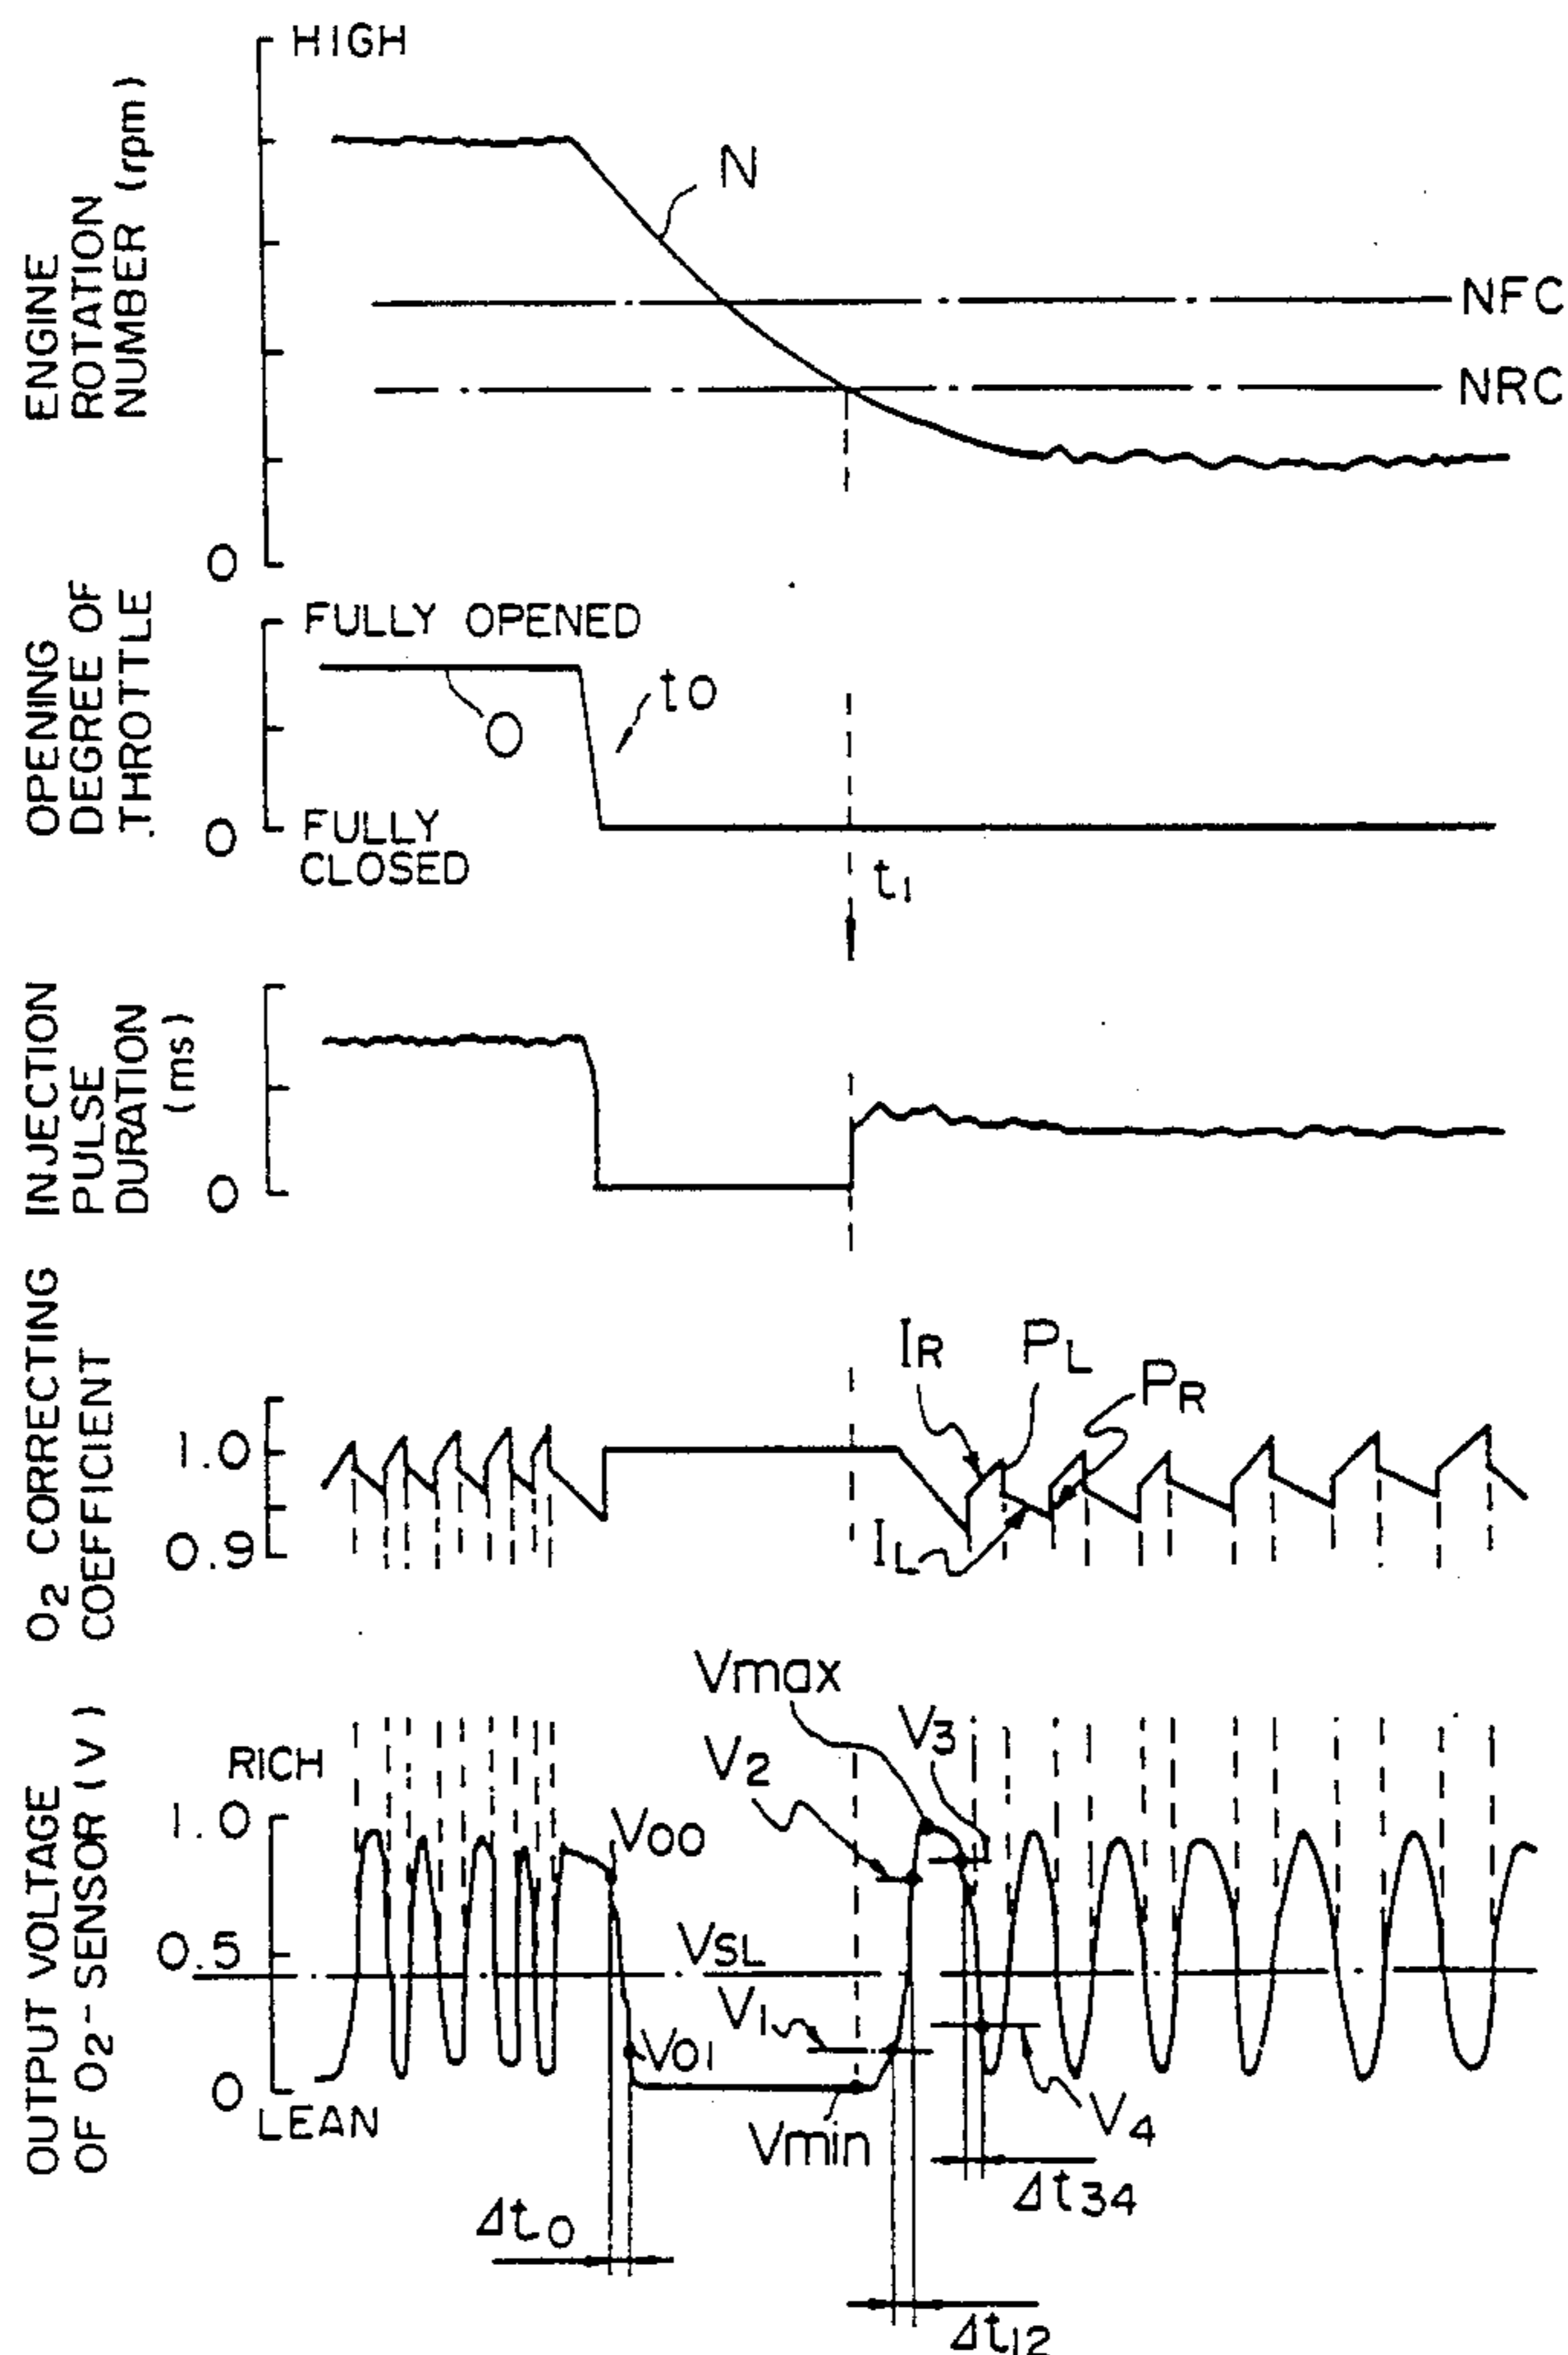 ENGINE
ROTATION
NUMBER (rpm)
HIGH
N
NFC
NRC
0
OPENING
DEGREE OF
THROTTLE
FULLY OPENED
O
to
0
FULLY
CLOSED
t1
INJECTION
PULSE
DURATION
(ms)
0
O2 CORRECTING
COEFFICIENT
IR
PL
PR
1.0
0.9
IL
OUTPUT VOLTAGE
OF O2-SENSOR (V)
Vmax
V3
V2
RICH
1.0
V00
0.5
VSL
V1
V01
0
LEAN
Vmin
V4
Δt34
Δt0
Δt12